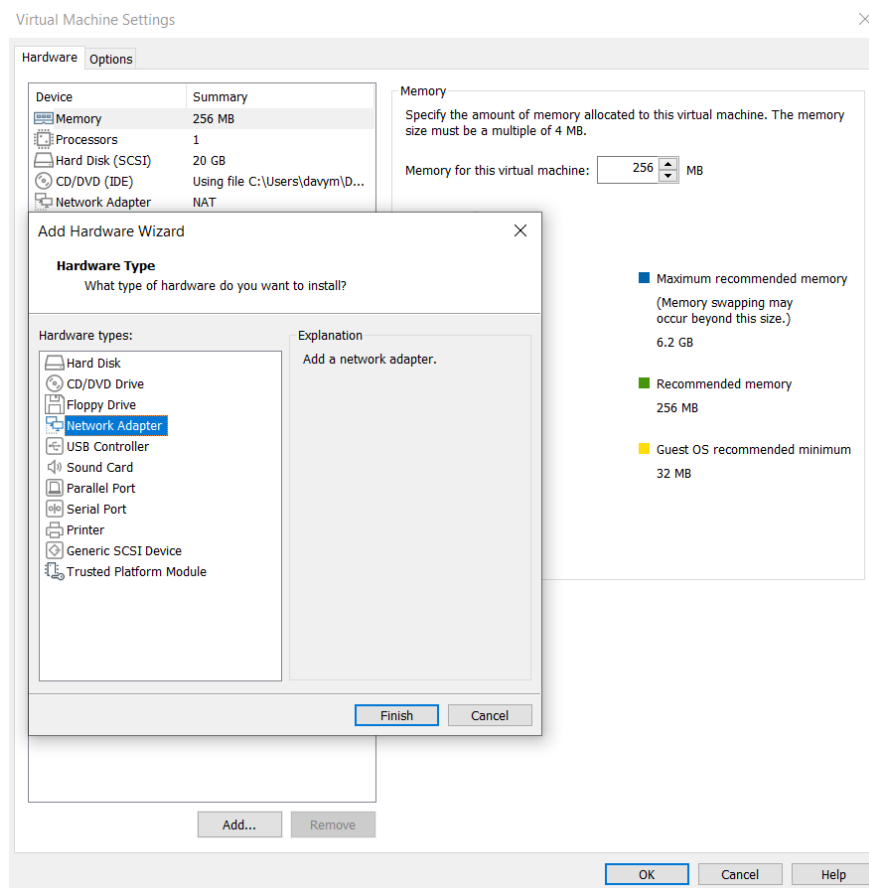 Virtual Machine Settings
Hardware Options
Device Summary
Memory 256 MB
Processors 1
Hard Disk (SCSI) 20 GB
CD/DVD (IDE) Using file C:\Users\davym\D...
Network Adapter NAT
Memory
Specify the amount of memory allocated to this virtual machine. The memory
size must be a multiple of 4 MB.
Memory for this virtual machine: 256 MB
Add Hardware Wizard
Hardware Type
What type of hardware do you want to install?
Hardware types:
Hard Disk
CD/DVD Drive
Floppy Drive
Network Adapter
USB Controller
Sound Card
Parallel Port
Serial Port
Printer
Generic SCSI Device
Trusted Platform Module
Explanation
Add a network adapter.
Finish Cancel
Maximum recommended memory
(Memory swapping may
occur beyond this size.)
6.2 GB
Recommended memory
256 MB
Guest OS recommended minimum
32 MB
Add... Remove
OK Cancel Help